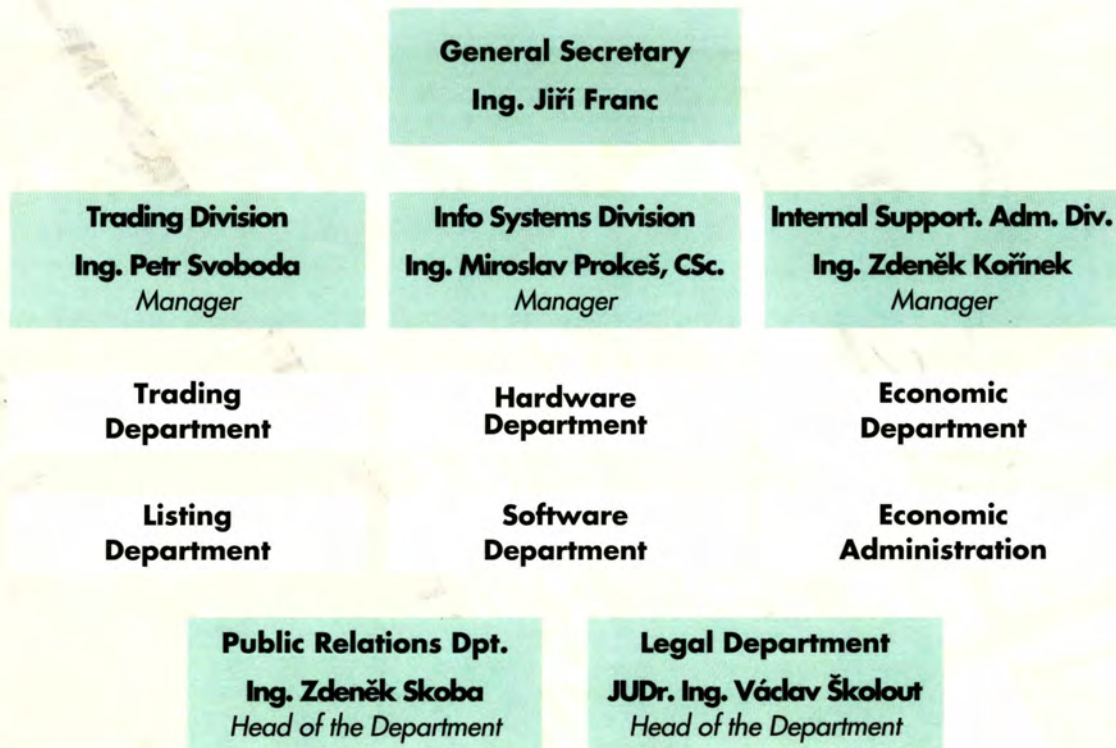 General Secretary
Ing. Jiří Franc
Trading Division
Ing. Petr Svoboda
Manager
Info Systems Division
Ing. Miroslav Prokeš, CSc.
Manager
Internal Support. Adm. Div.
Ing. Zdeněk Kořínek
Manager
Trading
Department
Hardware
Department
Economic
Department
Listing
Department
Software
Department
Economic
Administration
Public Relations Dpt.
Ing. Zdeněk Skoba
Head of the Department
Legal Department
JUDr. Ing. Václav Školout
Head of the Department